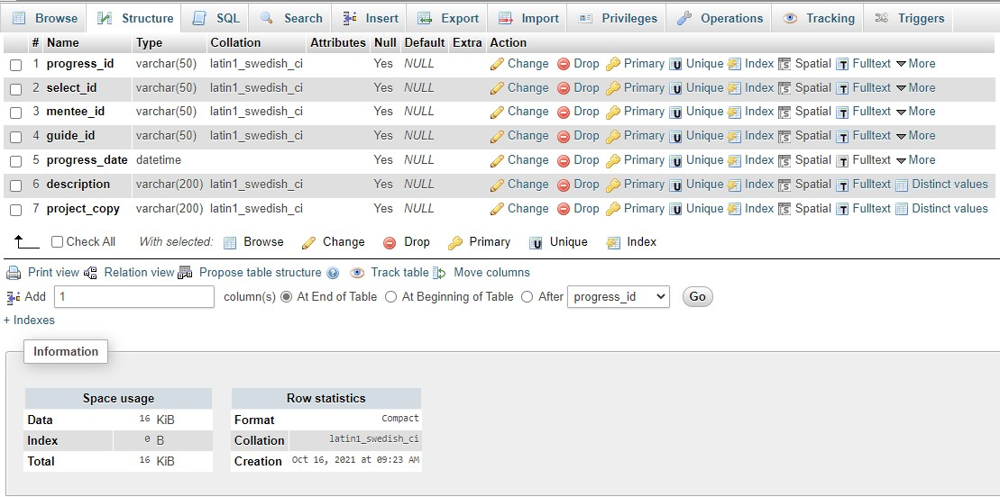 Browse Structure SQL Search Insert Export Import Privileges Operations Tracking Triggers
# Name Type Collation Attributes Null Default Extra Action
1 progress_id varchar(50) latin1_swedish_ci Yes NULL Change Drop Primary Unique Index Spatial Fulltext More
2 select_id varchar(50) latin1_swedish_ci Yes NULL Change Drop Primary Unique Index Spatial Fulltext More
3 mentee_id varchar(50) latin1_swedish_ci Yes NULL Change Drop Primary Unique Index Spatial Fulltext More
4 guide_id varchar(50) latin1_swedish_ci Yes NULL Change Drop Primary Unique Index Spatial Fulltext More
5 progress_date datetime Yes NULL Change Drop Primary Unique Index Spatial Fulltext More
6 description varchar(200) latin1_swedish_ci Yes NULL Change Drop Primary Unique Index Spatial Fulltext Distinct values
7 project_copy varchar(200) latin1_swedish_ci Yes NULL Change Drop Primary Unique Index Spatial Fulltext Distinct values
Check All With selected: Browse Change Drop Primary Unique Index
Print view Relation view Propose table structure Track table Move columns
Add 1 column(s) At End of Table At Beginning of Table After progress_id Go
+ Indexes
Information
Space usage Row statistics
Data 16 KiB Format Compact
Index 0 B Collation latin1_swedish_ci
Total 16 KiB Creation Oct 16, 2021 at 09:23 AM